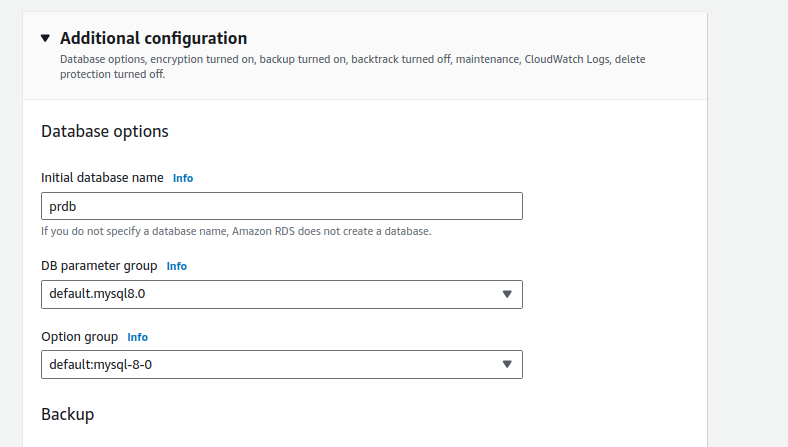 Additional configuration
Database options, encryption turned on, backup turned on, backtrack turned off, maintenance, CloudWatch Logs, delete
protection turned off.
Database options
Initial database name Info
prdb
If you do not specify a database name, Amazon RDS does not create a database.
DB parameter group Info
default.mysql8.0
Option group Info
default:mysql-8-0
Backup